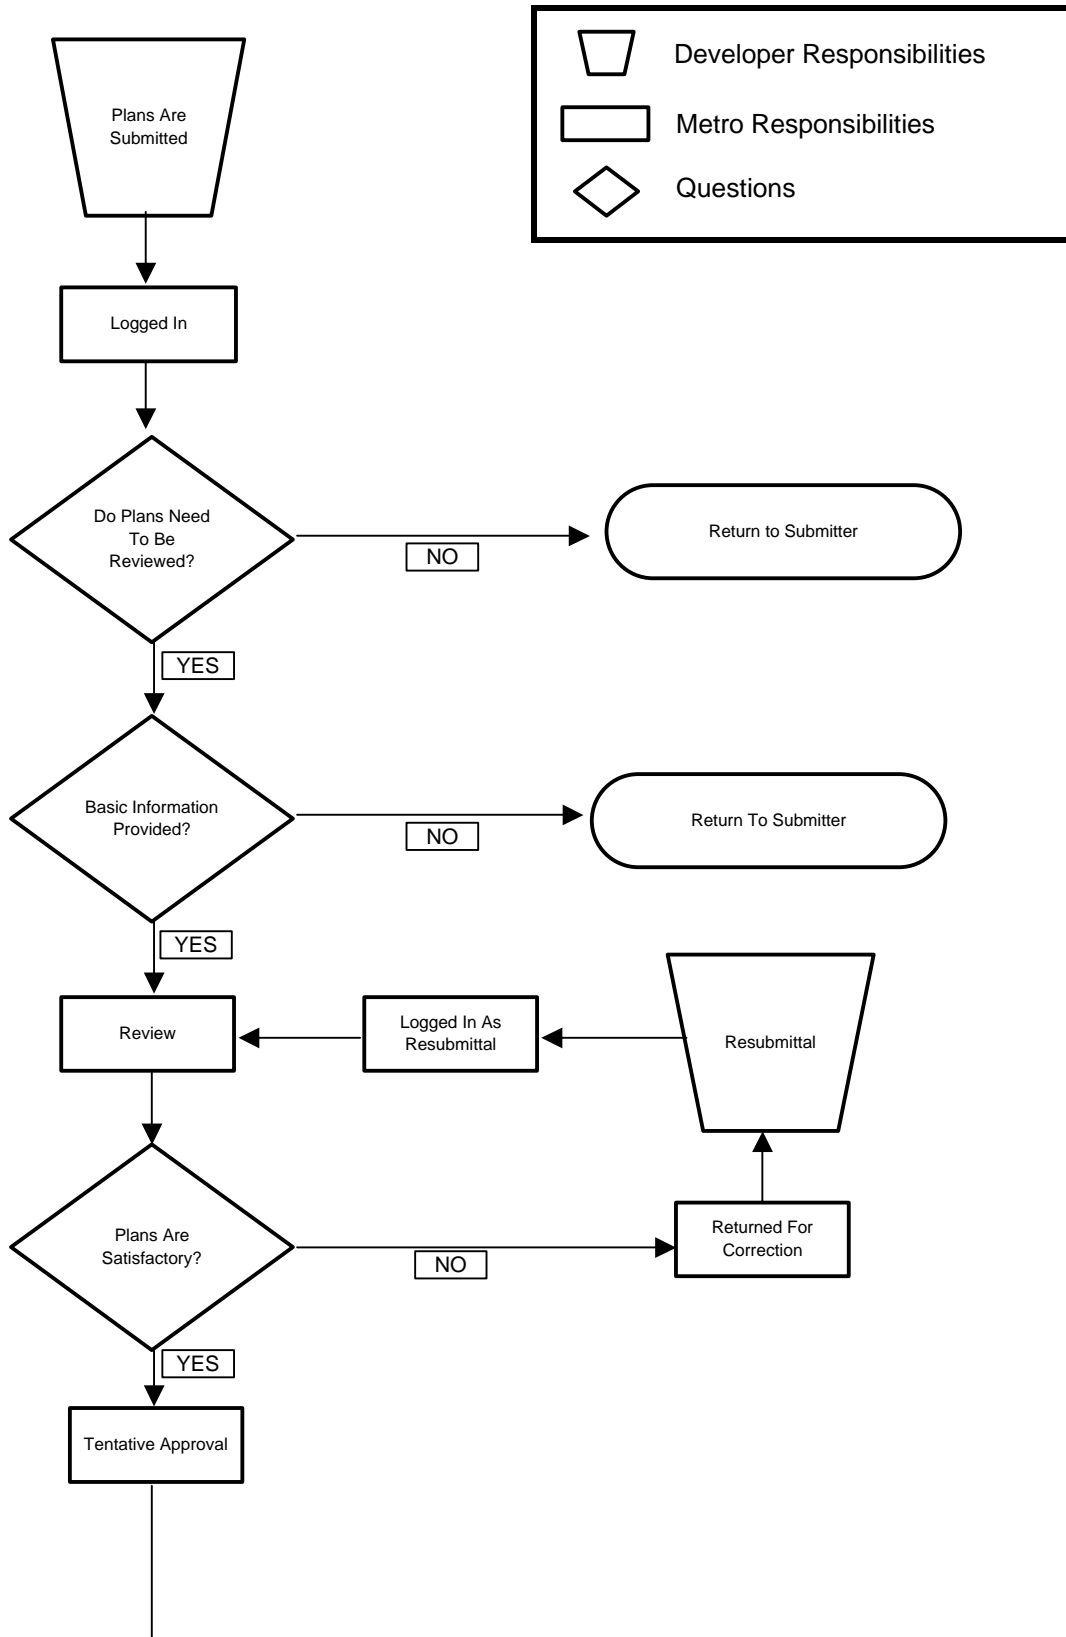 Developer Responsibilities
Metro Responsibilities
Questions
Plans Are
Submitted
Logged In
Do Plans Need
To Be
Reviewed?
NO
Return to Submitter
YES
Basic Information
Provided?
NO
Return To Submitter
YES
Review
Logged In As
Resubmittal
Resubmittal
Plans Are
Satisfactory?
NO
Returned For
Correction
YES
Tentative Approval